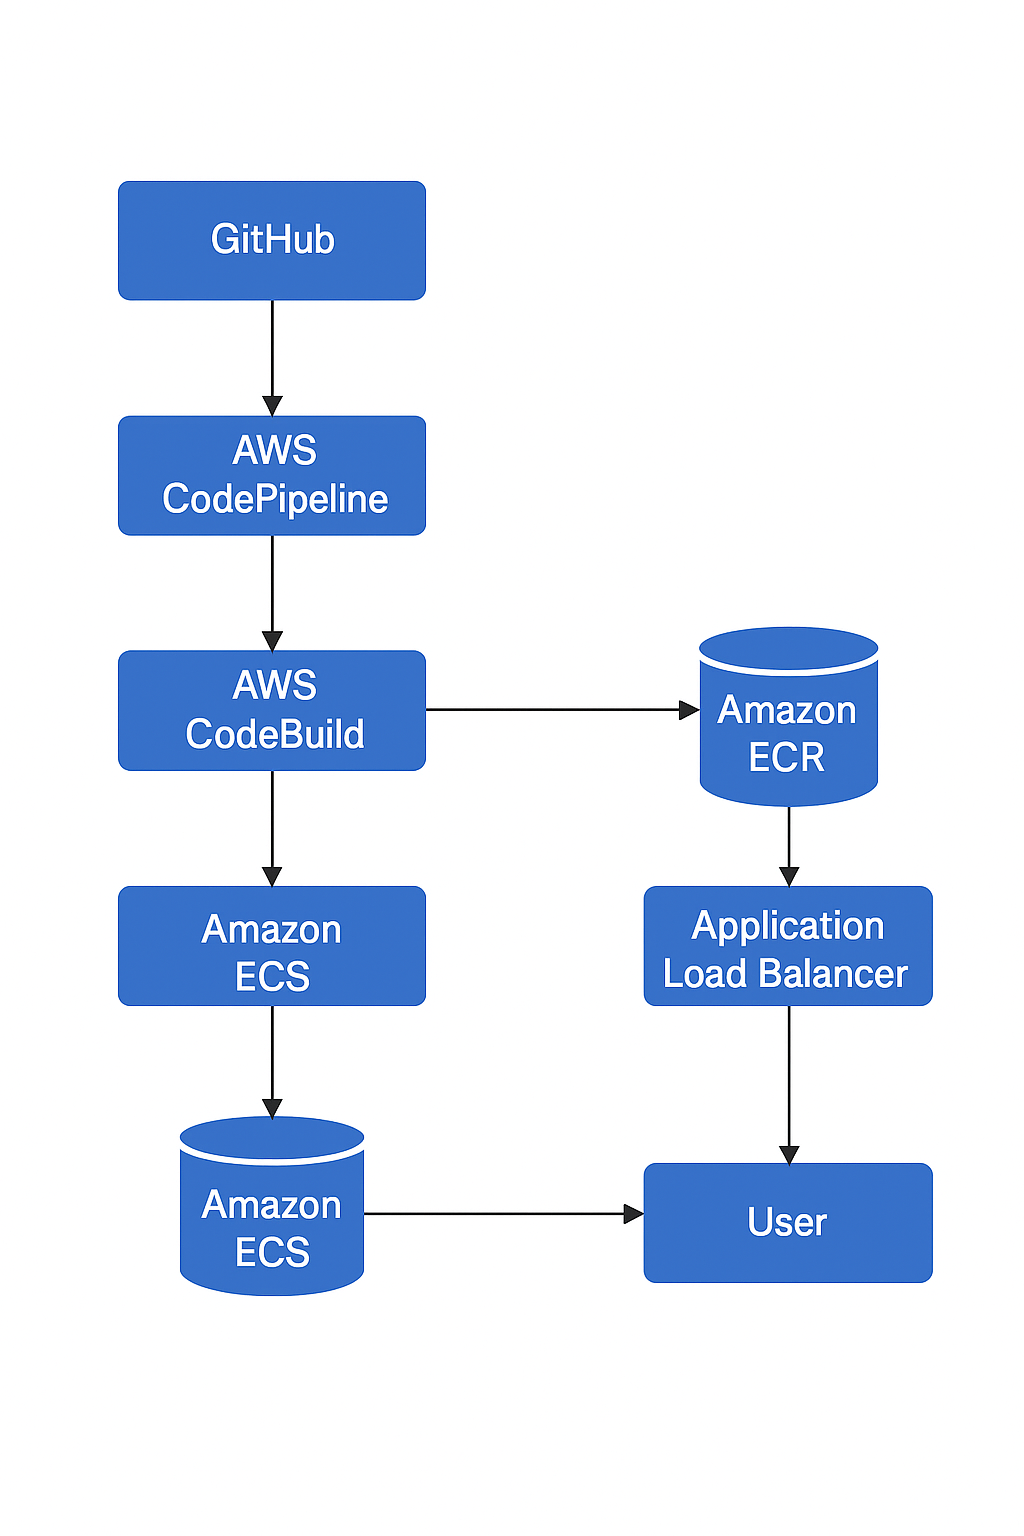 GitHub
AWS
CodePipeline
AWS
CodeBuild
Amazon
ECR
Amazon
ECS
Application
Load Balancer
Amazon
ECS
User